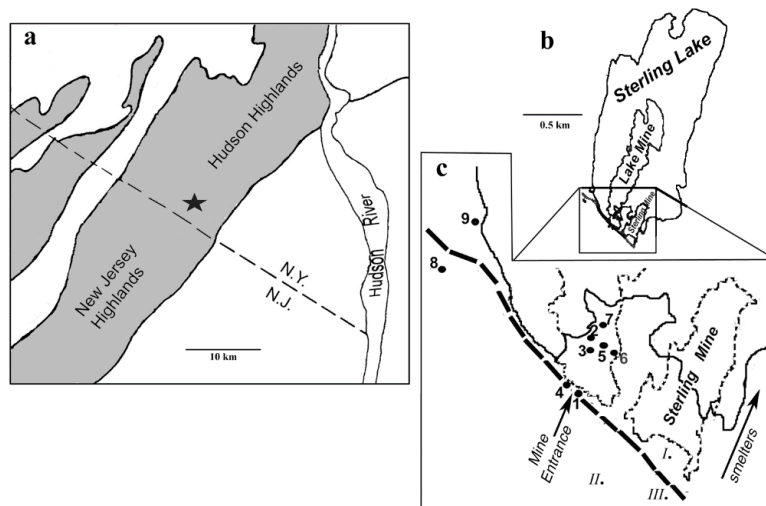 a
Hudson Highlands
New Jersey
Highlands
N.Y.
N.J.
Hudson
River
10 km
b
Sterling Lake
0.5 km
Lake Mine
Sterling Mine
c
9
8
7
2
3
5
6
4
1
Mine
Entrance
Sterling Mine
smelters
I.
II.
III.